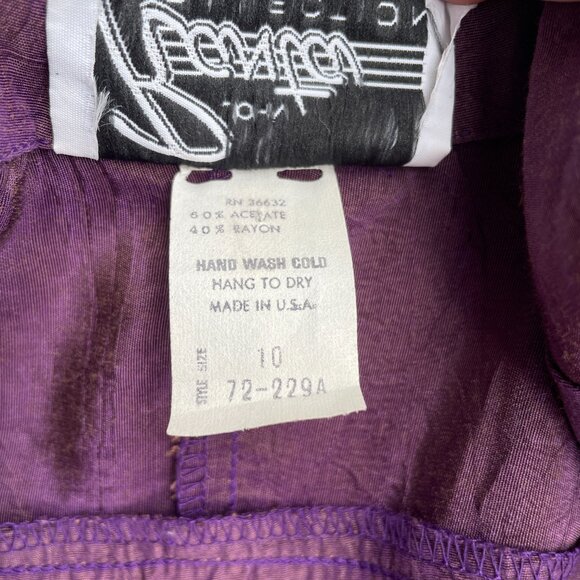 JOHN
RN 36632
60% ACETATE
40% RAYON
HAND WASH COLD
HANG TO DRY
MADE IN U.S.A.
STYLE SIZE
10
72-229A